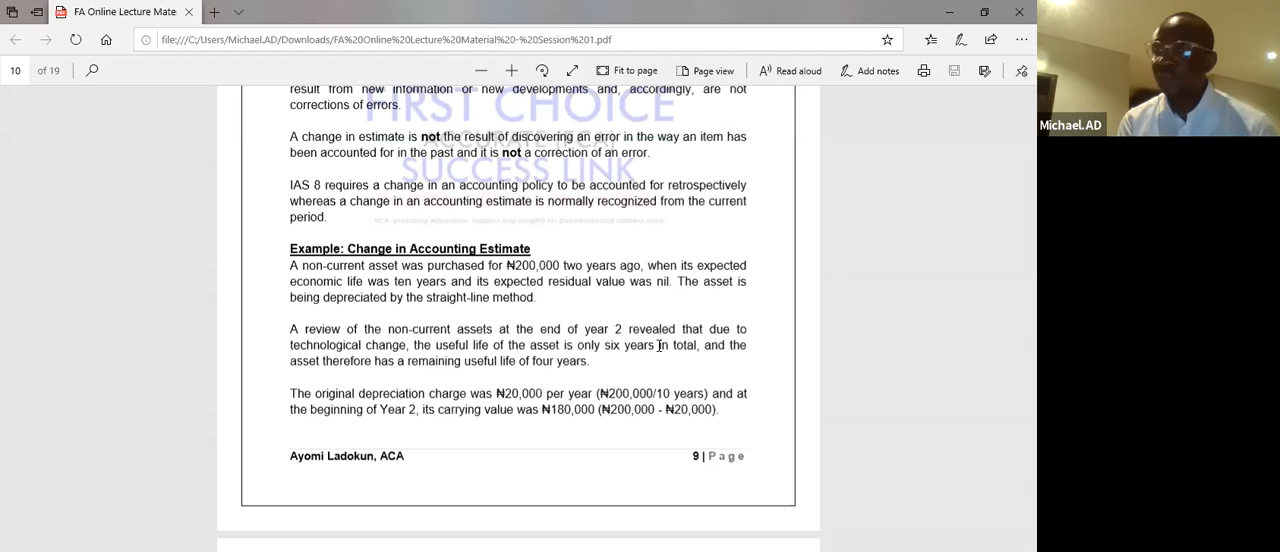 FA Online Lecture Mate
file:///C:/Users/Michael.AD/Downloads/FA%20Online%20Lecture%20Material%20-%20Session%201.pdf
10 of 19
Fit to page
Page view
Read aloud
Add notes
Michael.AD
result from new information or new developments and, accordingly, are not
corrections of errors.
FIRST CHOICE
A change in estimate is not the result of discovering an error in the way an item has
been accounted for in the past and it is not a correction of an error.
SUCCESS LINK
IAS 8 requires a change in an accounting policy to be accounted for retrospectively
whereas a change in an accounting estimate is normally recognized from the current
period.
Example: Change in Accounting Estimate
A non-current asset was purchased for ₦200,000 two years ago, when its expected
economic life was ten years and its expected residual value was nil. The asset is
being depreciated by the straight-line method.
A review of the non-current assets at the end of year 2 revealed that due to
technological change, the useful life of the asset is only six years in total, and the
asset therefore has a remaining useful life of four years.
The original depreciation charge was ₦20,000 per year (₦200,000/10 years) and at
the beginning of Year 2, its carrying value was ₦180,000 (₦200,000 - ₦20,000).
Ayomi Ladokun, ACA
9 | Page